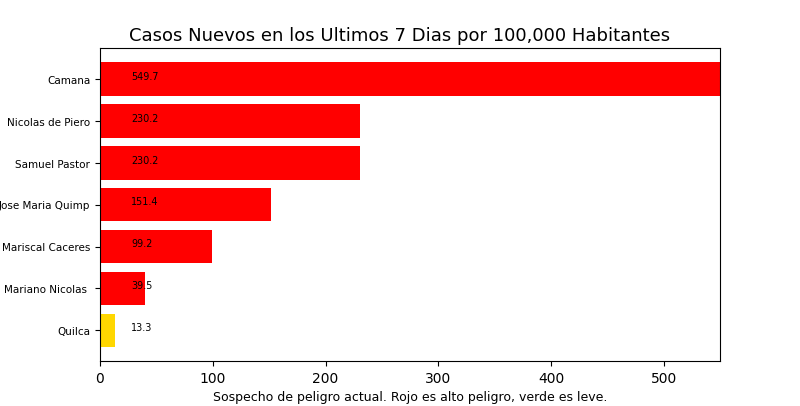 Casos Nuevos en los Ultimos 7 Dias por 100,000 Habitantes
Camana 549.7
Nicolas de Piero 230.2
Samuel Pastor 230.2
Jose Maria Quimp 151.4
Mariscal Caceres 99.2
Mariano Nicolas 39.5
Quilca 13.3
0 100 200 300 400 500
Sospecho de peligro actual. Rojo es alto peligro, verde es leve.